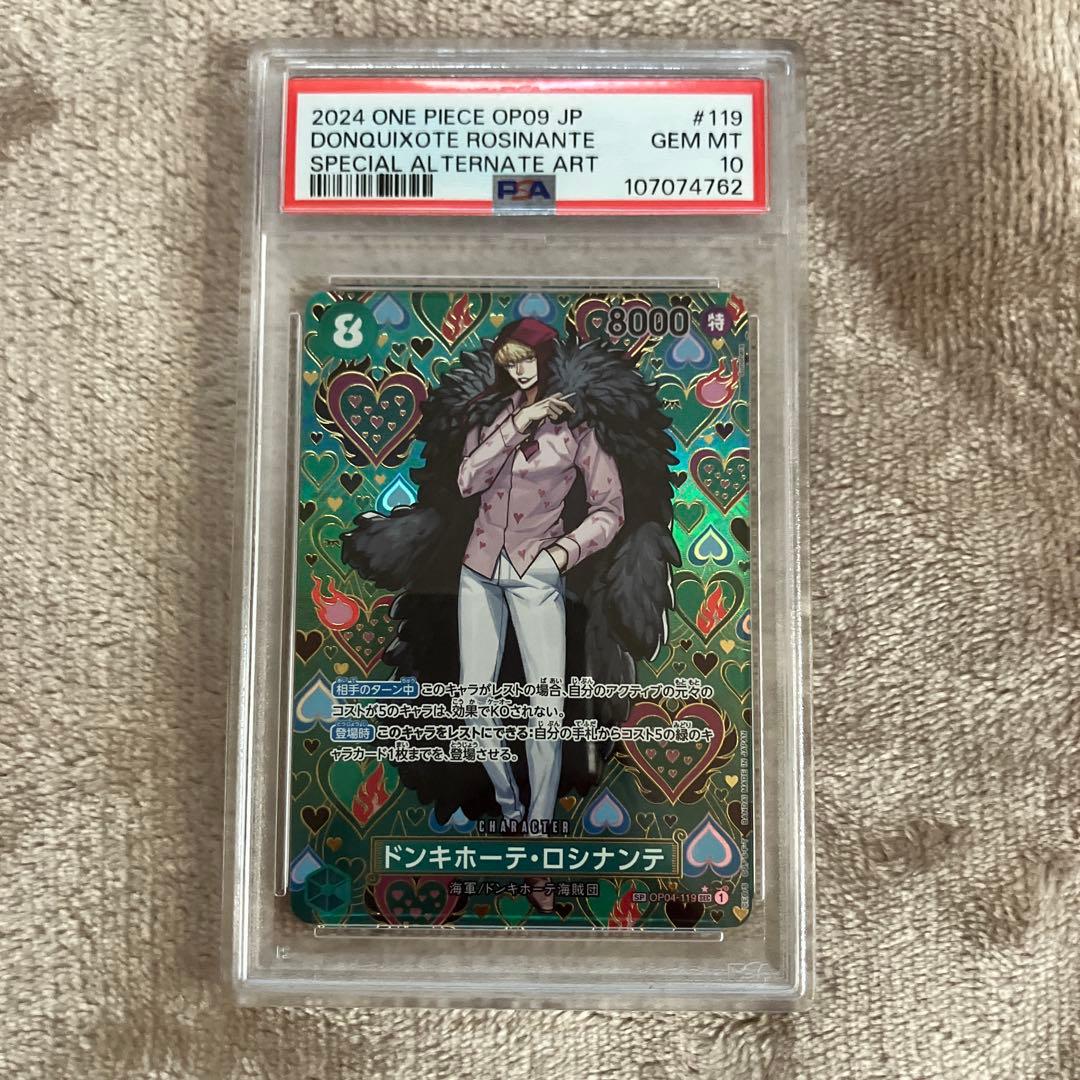 2024 ONE PIECE OP09 JP #119
DONQUIXOTE ROSINANTE GEM MT
SPECIAL ALTERNATE ART 10
PSA 107074762
8 8000 特
相手のターン中 このキャラがレストの場合、自分のアクティブの元々の
コストが5のキャラは、効果でKOされない。
登場時 このキャラをレストにできる:自分の手札からコスト5の緑のキ
ャラカード1枚までを、登場させる。
CHARACTER
ドンキホーテ・ロシナンテ
海軍/ドンキホーテ海賊団
SP OP04-119 SEC 1
BANDAI MADE IN JAPAN